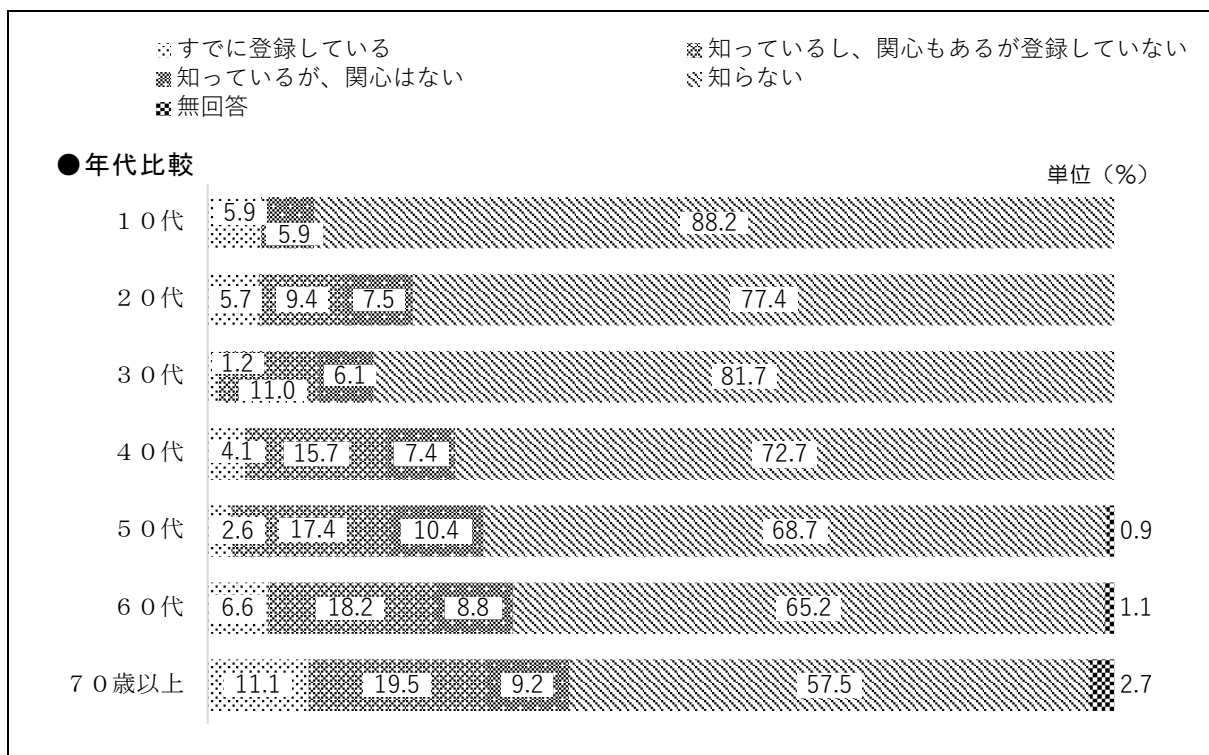 すでに登録している 知っているし、関心もあるが登録していない
知っているが、関心はない 知らない
無回答
●年代比較
単位（％）
１０代 5.9 5.9 88.2
２０代 5.7 9.4 7.5 77.4
３０代 1.2 11.0 6.1 81.7
４０代 4.1 15.7 7.4 72.7
５０代 2.6 17.4 10.4 68.7 0.9
６０代 6.6 18.2 8.8 65.2 1.1
７０歳以上 11.1 19.5 9.2 57.5 2.7